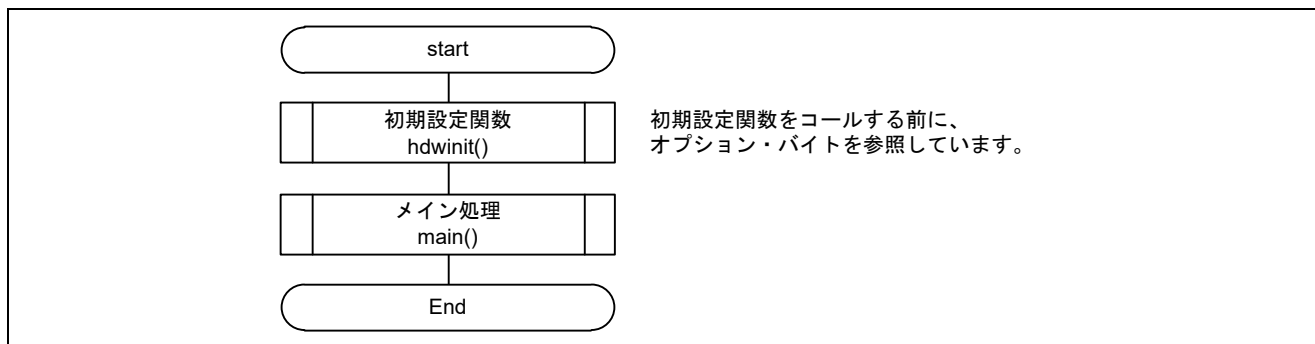 start
初期設定関数
hdwinit()
初期設定関数をコールする前に、
オプション・バイトを参照しています。
メイン処理
main()
End